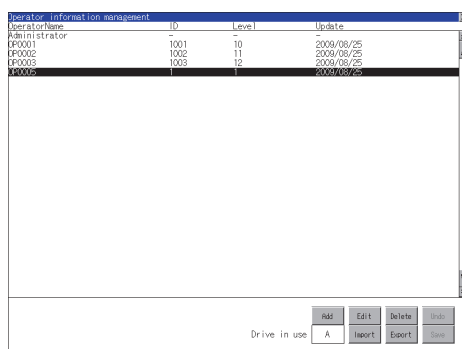 Operator information management
OperatorName ID Level Update
Administrator - - -
OP0001 1001 10 2009/08/25
OP0002 1002 11 2009/08/25
OP0003 1003 12 2009/08/25
OP0005 1 1 2009/08/25
Add Edit Delete Undo
Drive in use A Import Export Save